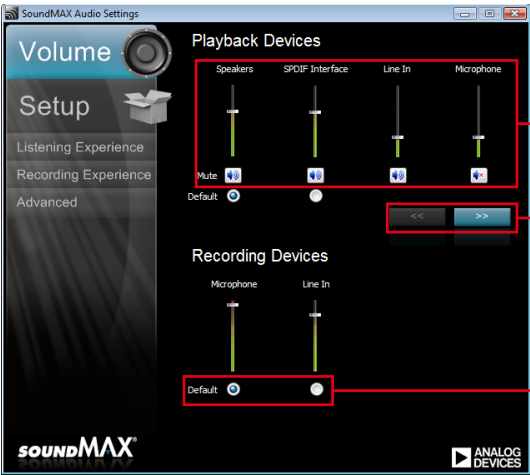 SoundMAX Audio Settings
Volume
Setup
Listening Experience
Recording Experience
Advanced
Playback Devices
Speakers SPDIF Interface Line In Microphone
Mute
Default
<< >>
Recording Devices
Microphone Line In
Default
SOUNDMAX®
ANALOG
DEVICES